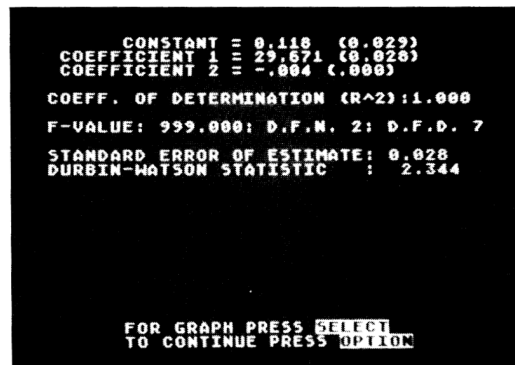 CONSTANT = 0.118 (0.029)
COEFFICIENT 1 = 29.671 (0.028)
COEFFICIENT 2 = -.004 (.000)
COEFF. OF DETERMINATION (R^2):1.000
F-VALUE: 999.000: D.F.N. 2: D.F.D. 7
STANDARD ERROR OF ESTIMATE: 0.028
DURBIN-WATSON STATISTIC : 2.344
FOR GRAPH PRESS SELECT
TO CONTINUE PRESS OPTION